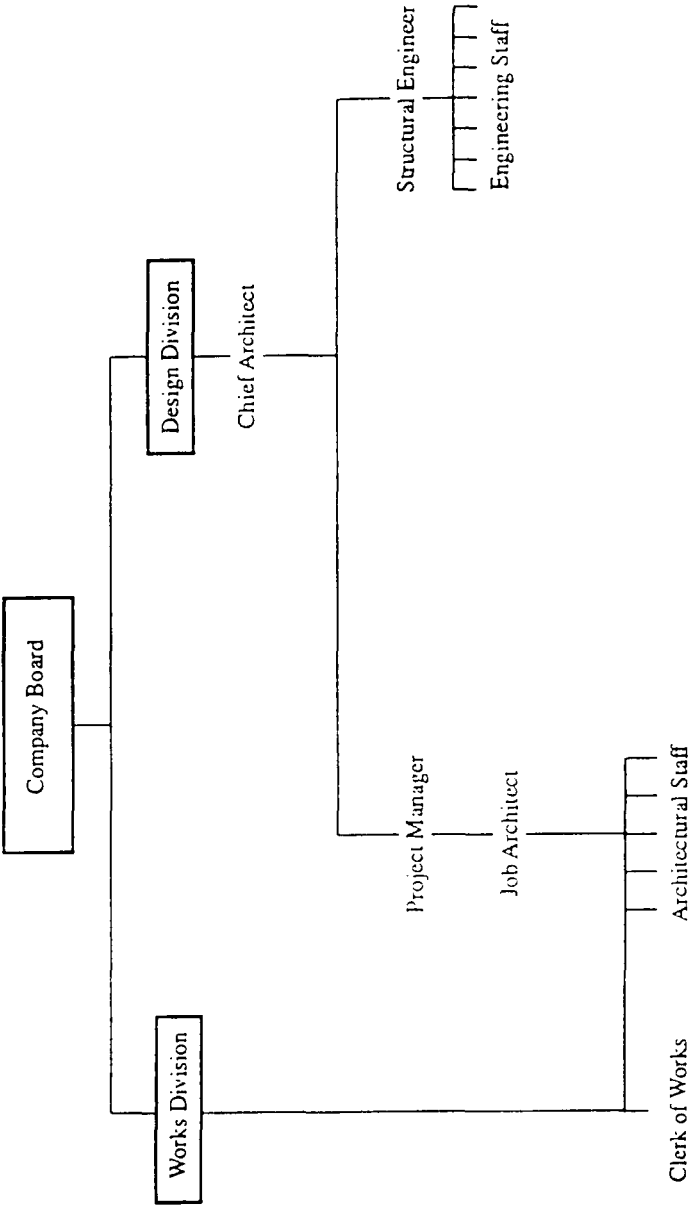 Company Board
Works Division
Design Division
Chief Architect
Project Manager
Structural Engineer
Job Architect
Engineering Staff
Clerk of Works
Architectural Staff